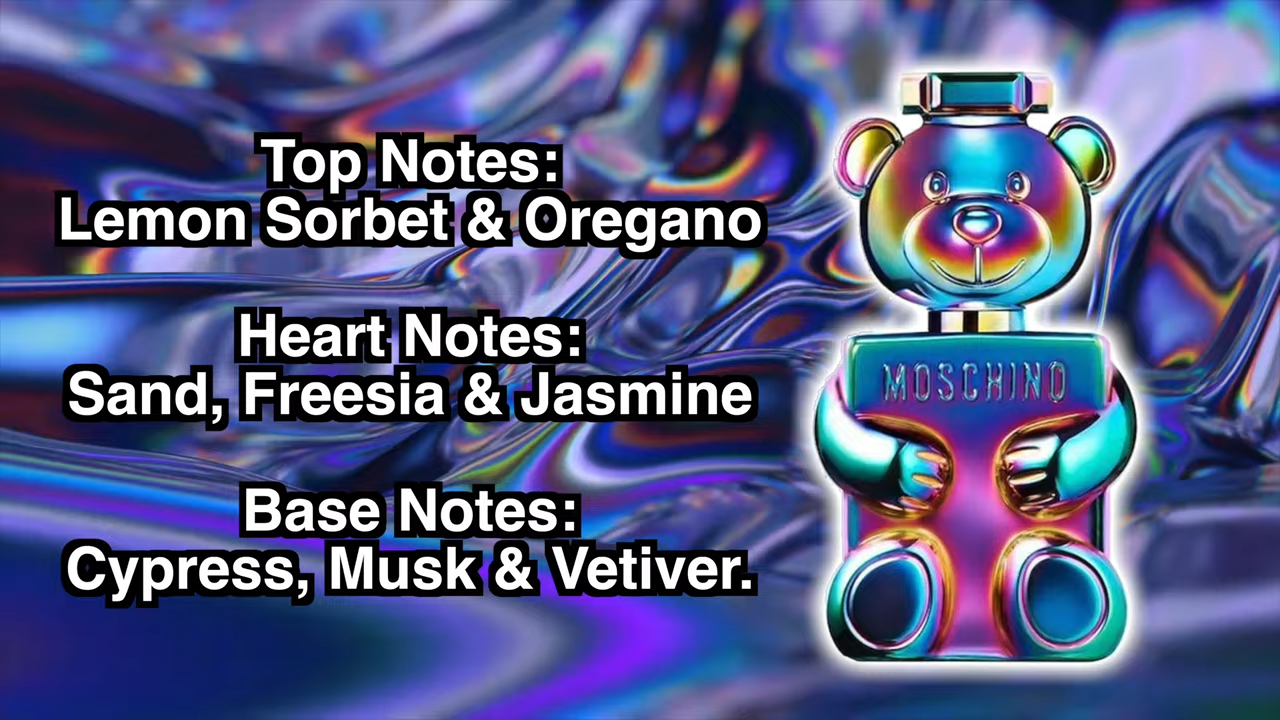 Top Notes:
Lemon Sorbet & Oregano
Heart Notes:
Sand, Freesia & Jasmine
Base Notes:
Cypress, Musk & Vetiver.
MOSCHINO